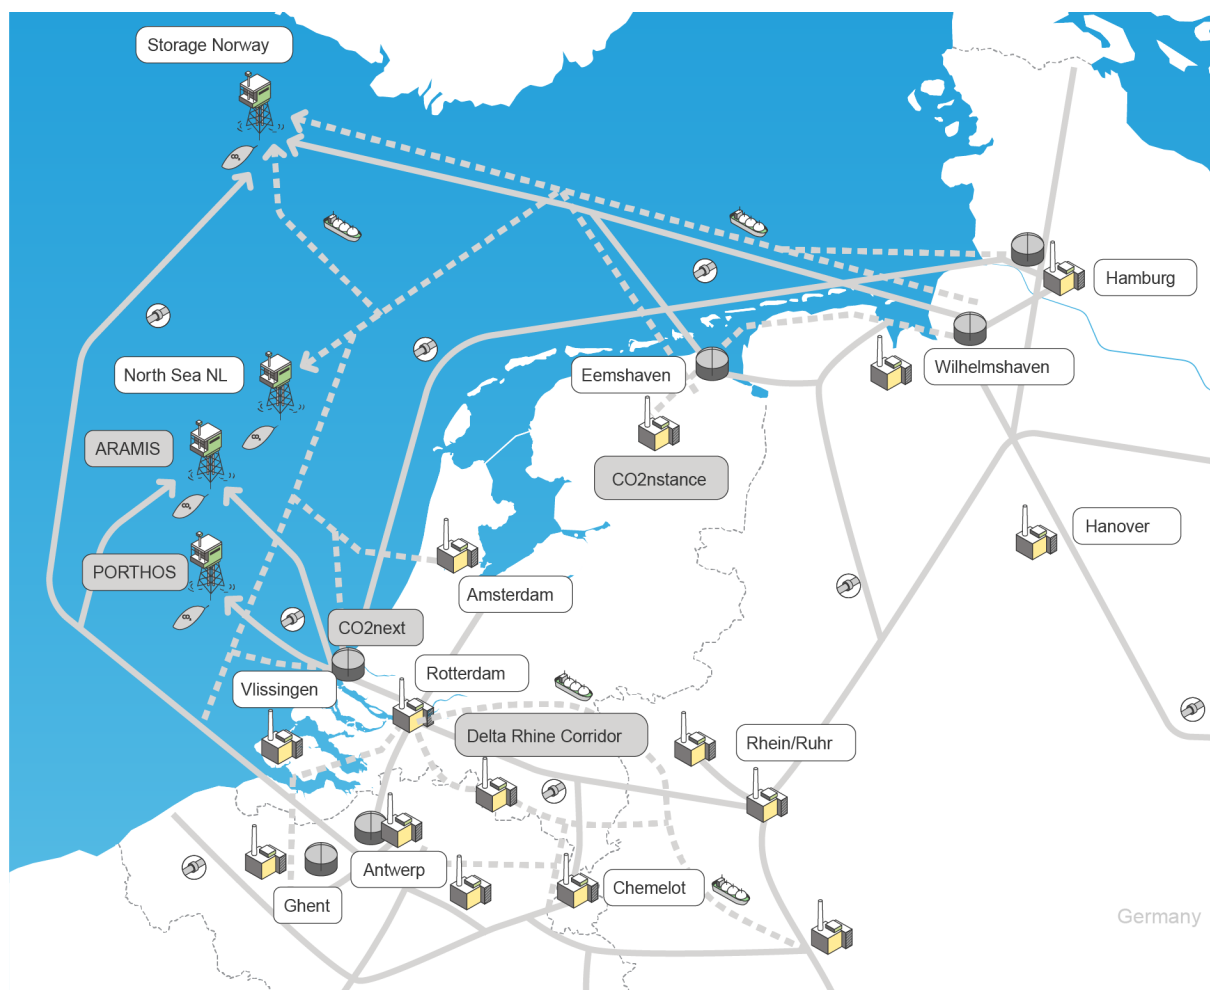 Storage Norway
Hamburg
North Sea NL
Eemshaven
Wilhelmshaven
ARAMIS
CO2nstance
Hanover
PORTHOS
Amsterdam
CO2next
Rotterdam
Vlissingen
Delta Rhine Corridor
Rhein/Ruhr
Antwerp
Chemelot
Ghent
Germany